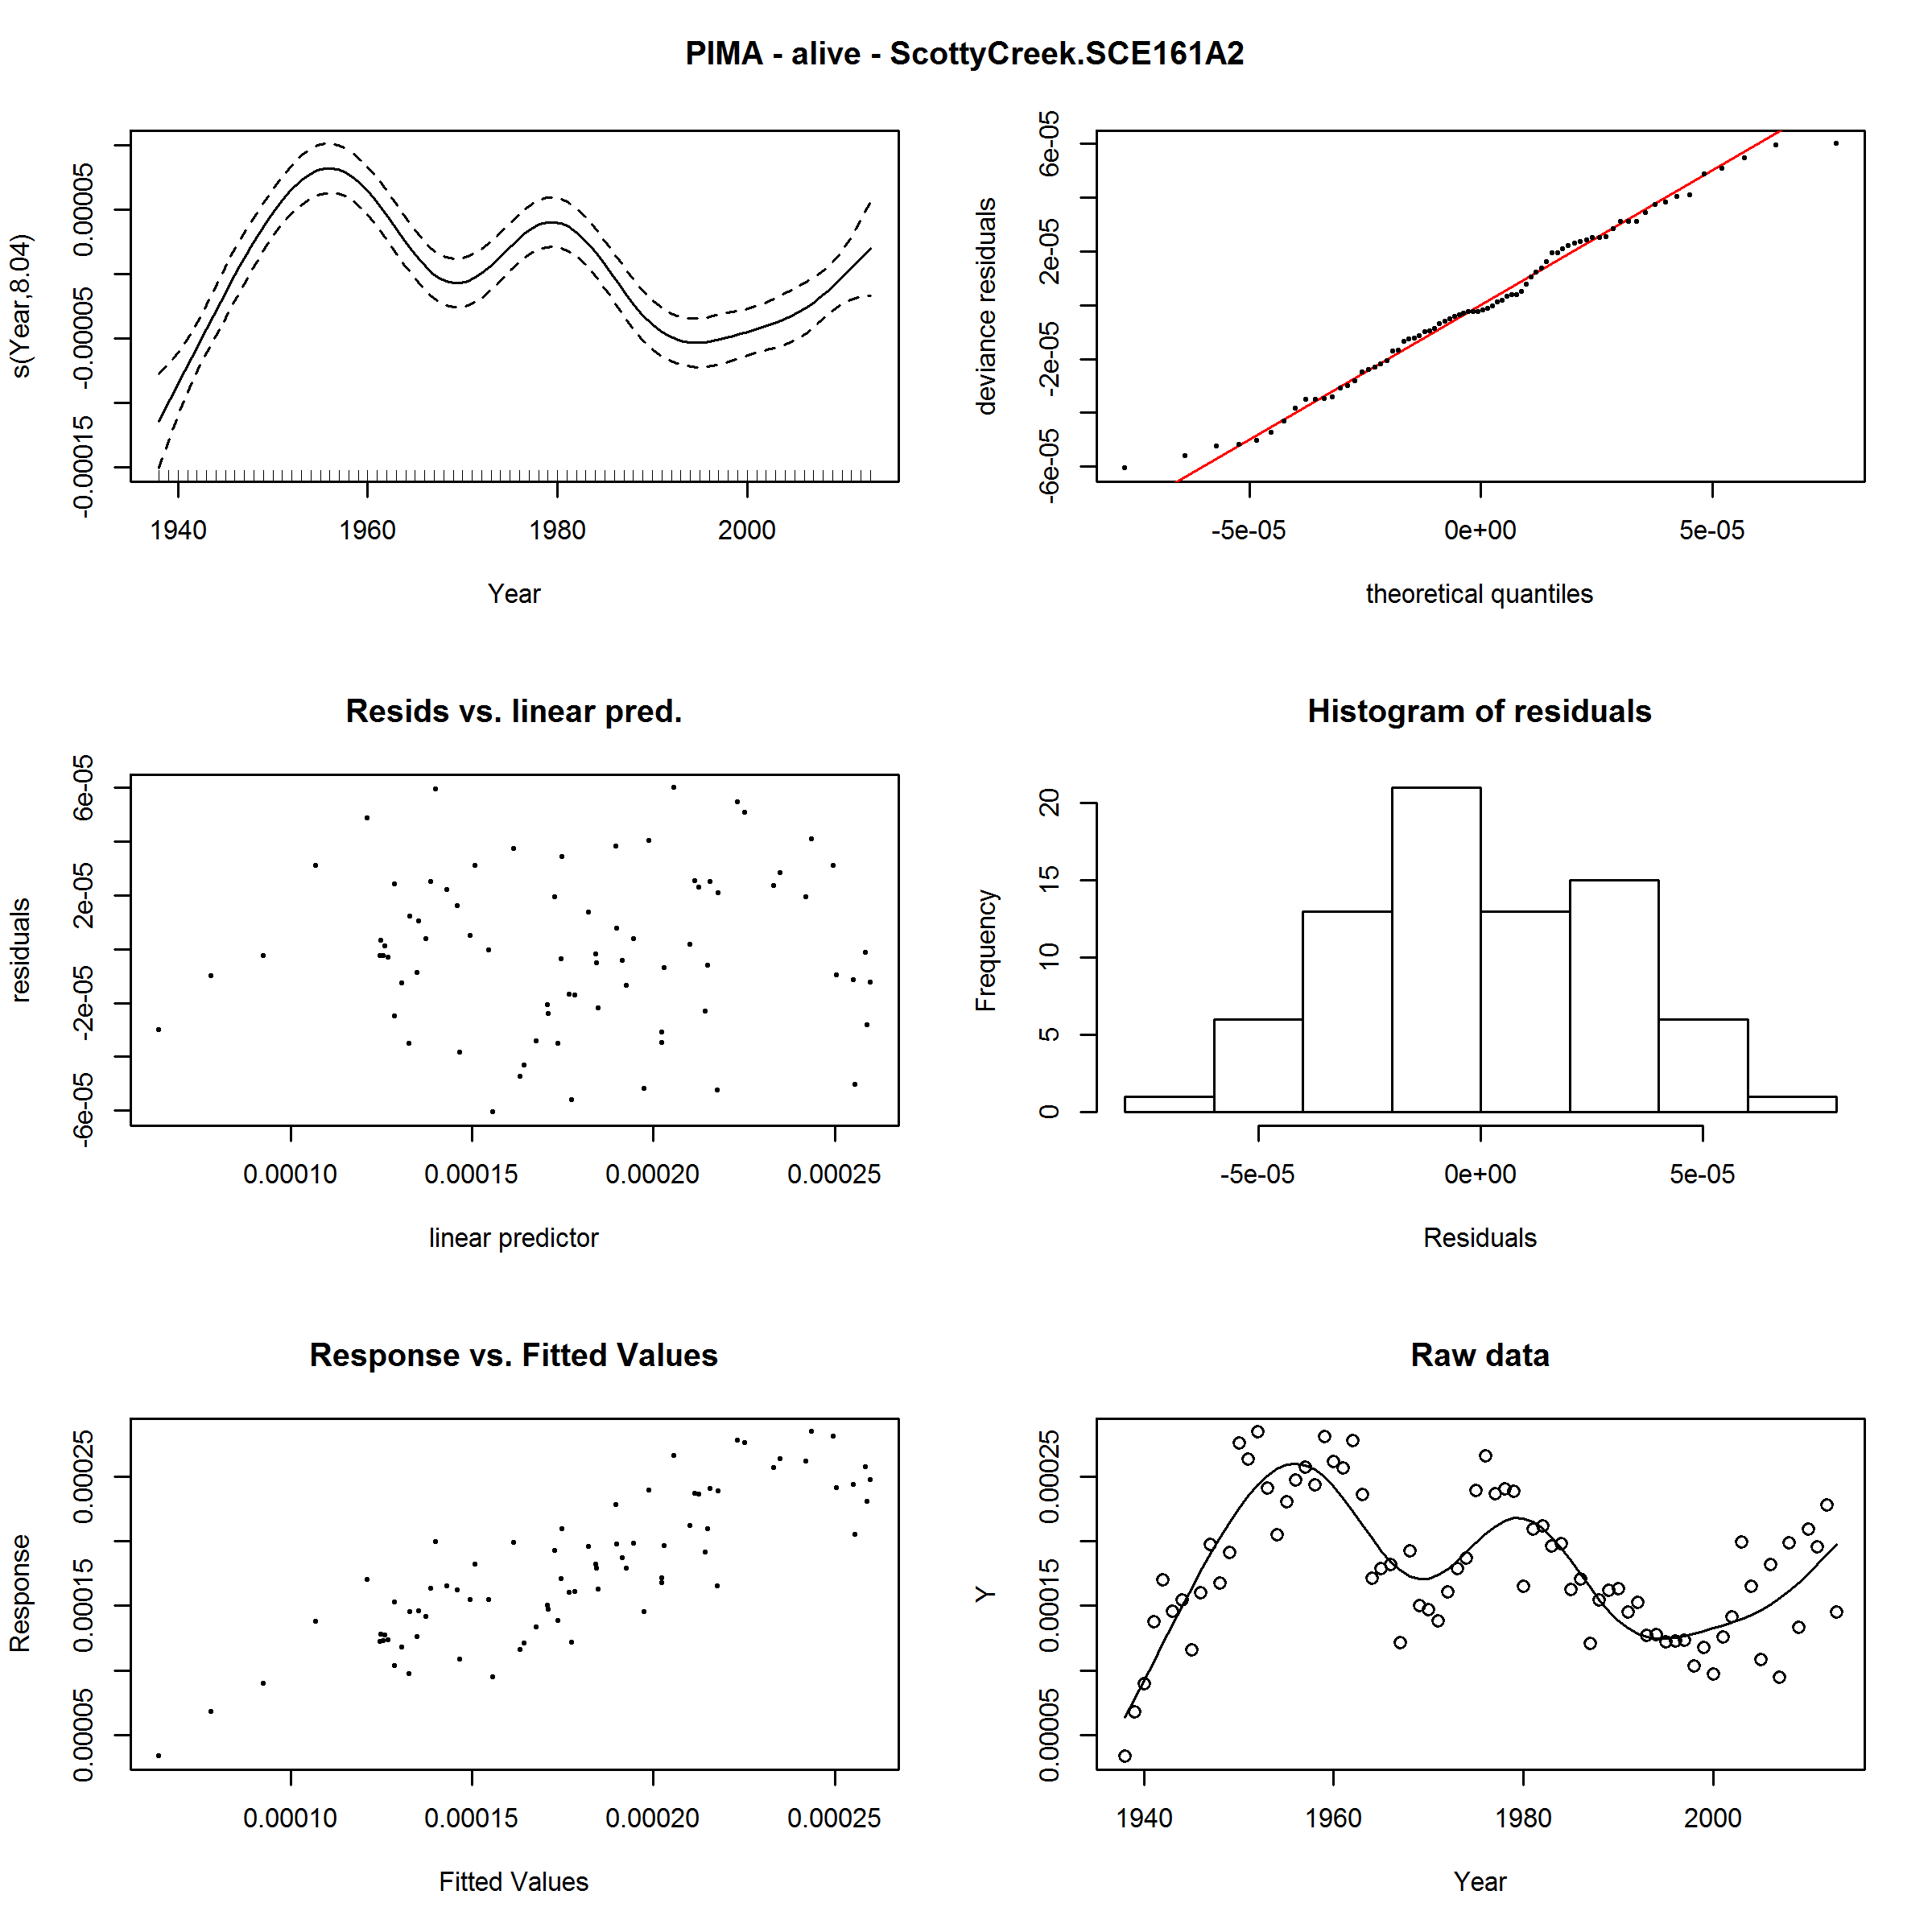 PIMA - alive - ScottyCreek.SCE161A2
s(Year,8.04)
-0.00015
-0.00005
0.00005
1940
1960
1980
2000
Year
deviance residuals
-6e-05
-2e-05
2e-05
6e-05
-5e-05
0e+00
5e-05
theoretical quantiles
Resids vs. linear pred.
residuals
-6e-05
-2e-05
2e-05
6e-05
0.00010
0.00015
0.00020
0.00025
linear predictor
Histogram of residuals
Frequency
0
5
10
15
20
-5e-05
0e+00
5e-05
Residuals
Response vs. Fitted Values
Response
0.00005
0.00015
0.00025
0.00010
0.00015
0.00020
0.00025
Fitted Values
Raw data
Y
0.00005
0.00015
0.00025
1940
1960
1980
2000
Year